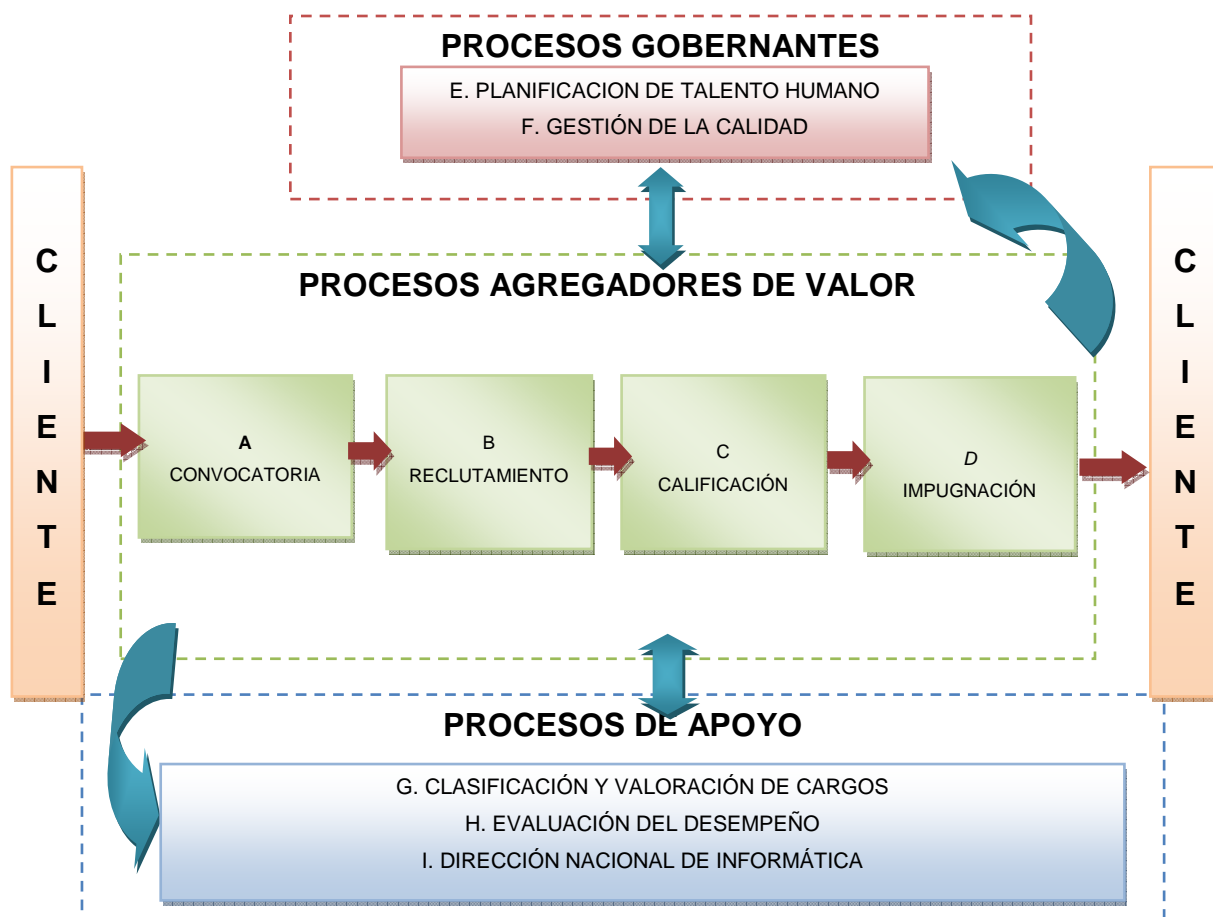 PROCESOS GOBERNANTES
E. PLANIFICACION DE TALENTO HUMANO
F. GESTIÓN DE LA CALIDAD
C
L
I
E
N
T
E
PROCESOS AGREGADORES DE VALOR
A
CONVOCATORIA
B
RECLUTAMIENTO
C
CALIFICACIÓN
D
IMPUGNACIÓN
C
L
I
E
N
T
E
PROCESOS DE APOYO
G. CLASIFICACIÓN Y VALORACIÓN DE CARGOS
H. EVALUACIÓN DEL DESEMPEÑO
I. DIRECCIÓN NACIONAL DE INFORMÁTICA